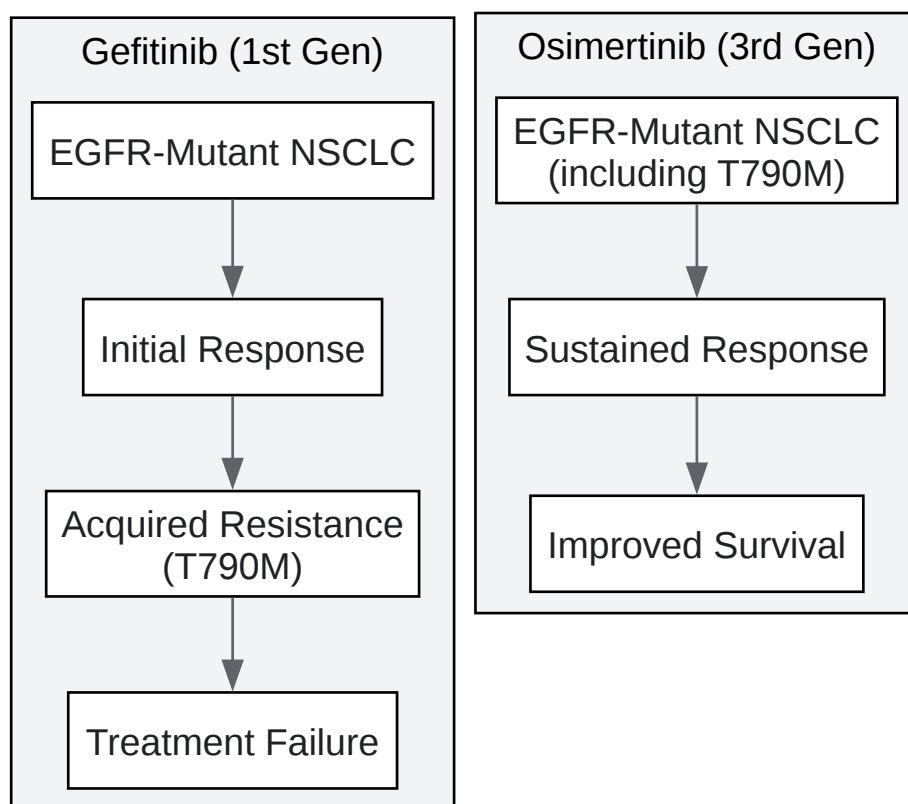 Gefitinib (1st Gen)
EGFR-Mutant NSCLC
Initial Response
Acquired Resistance
(T790M)
Treatment Failure
Osimertinib (3rd Gen)
EGFR-Mutant NSCLC
(including T790M)
Sustained Response
Improved Survival